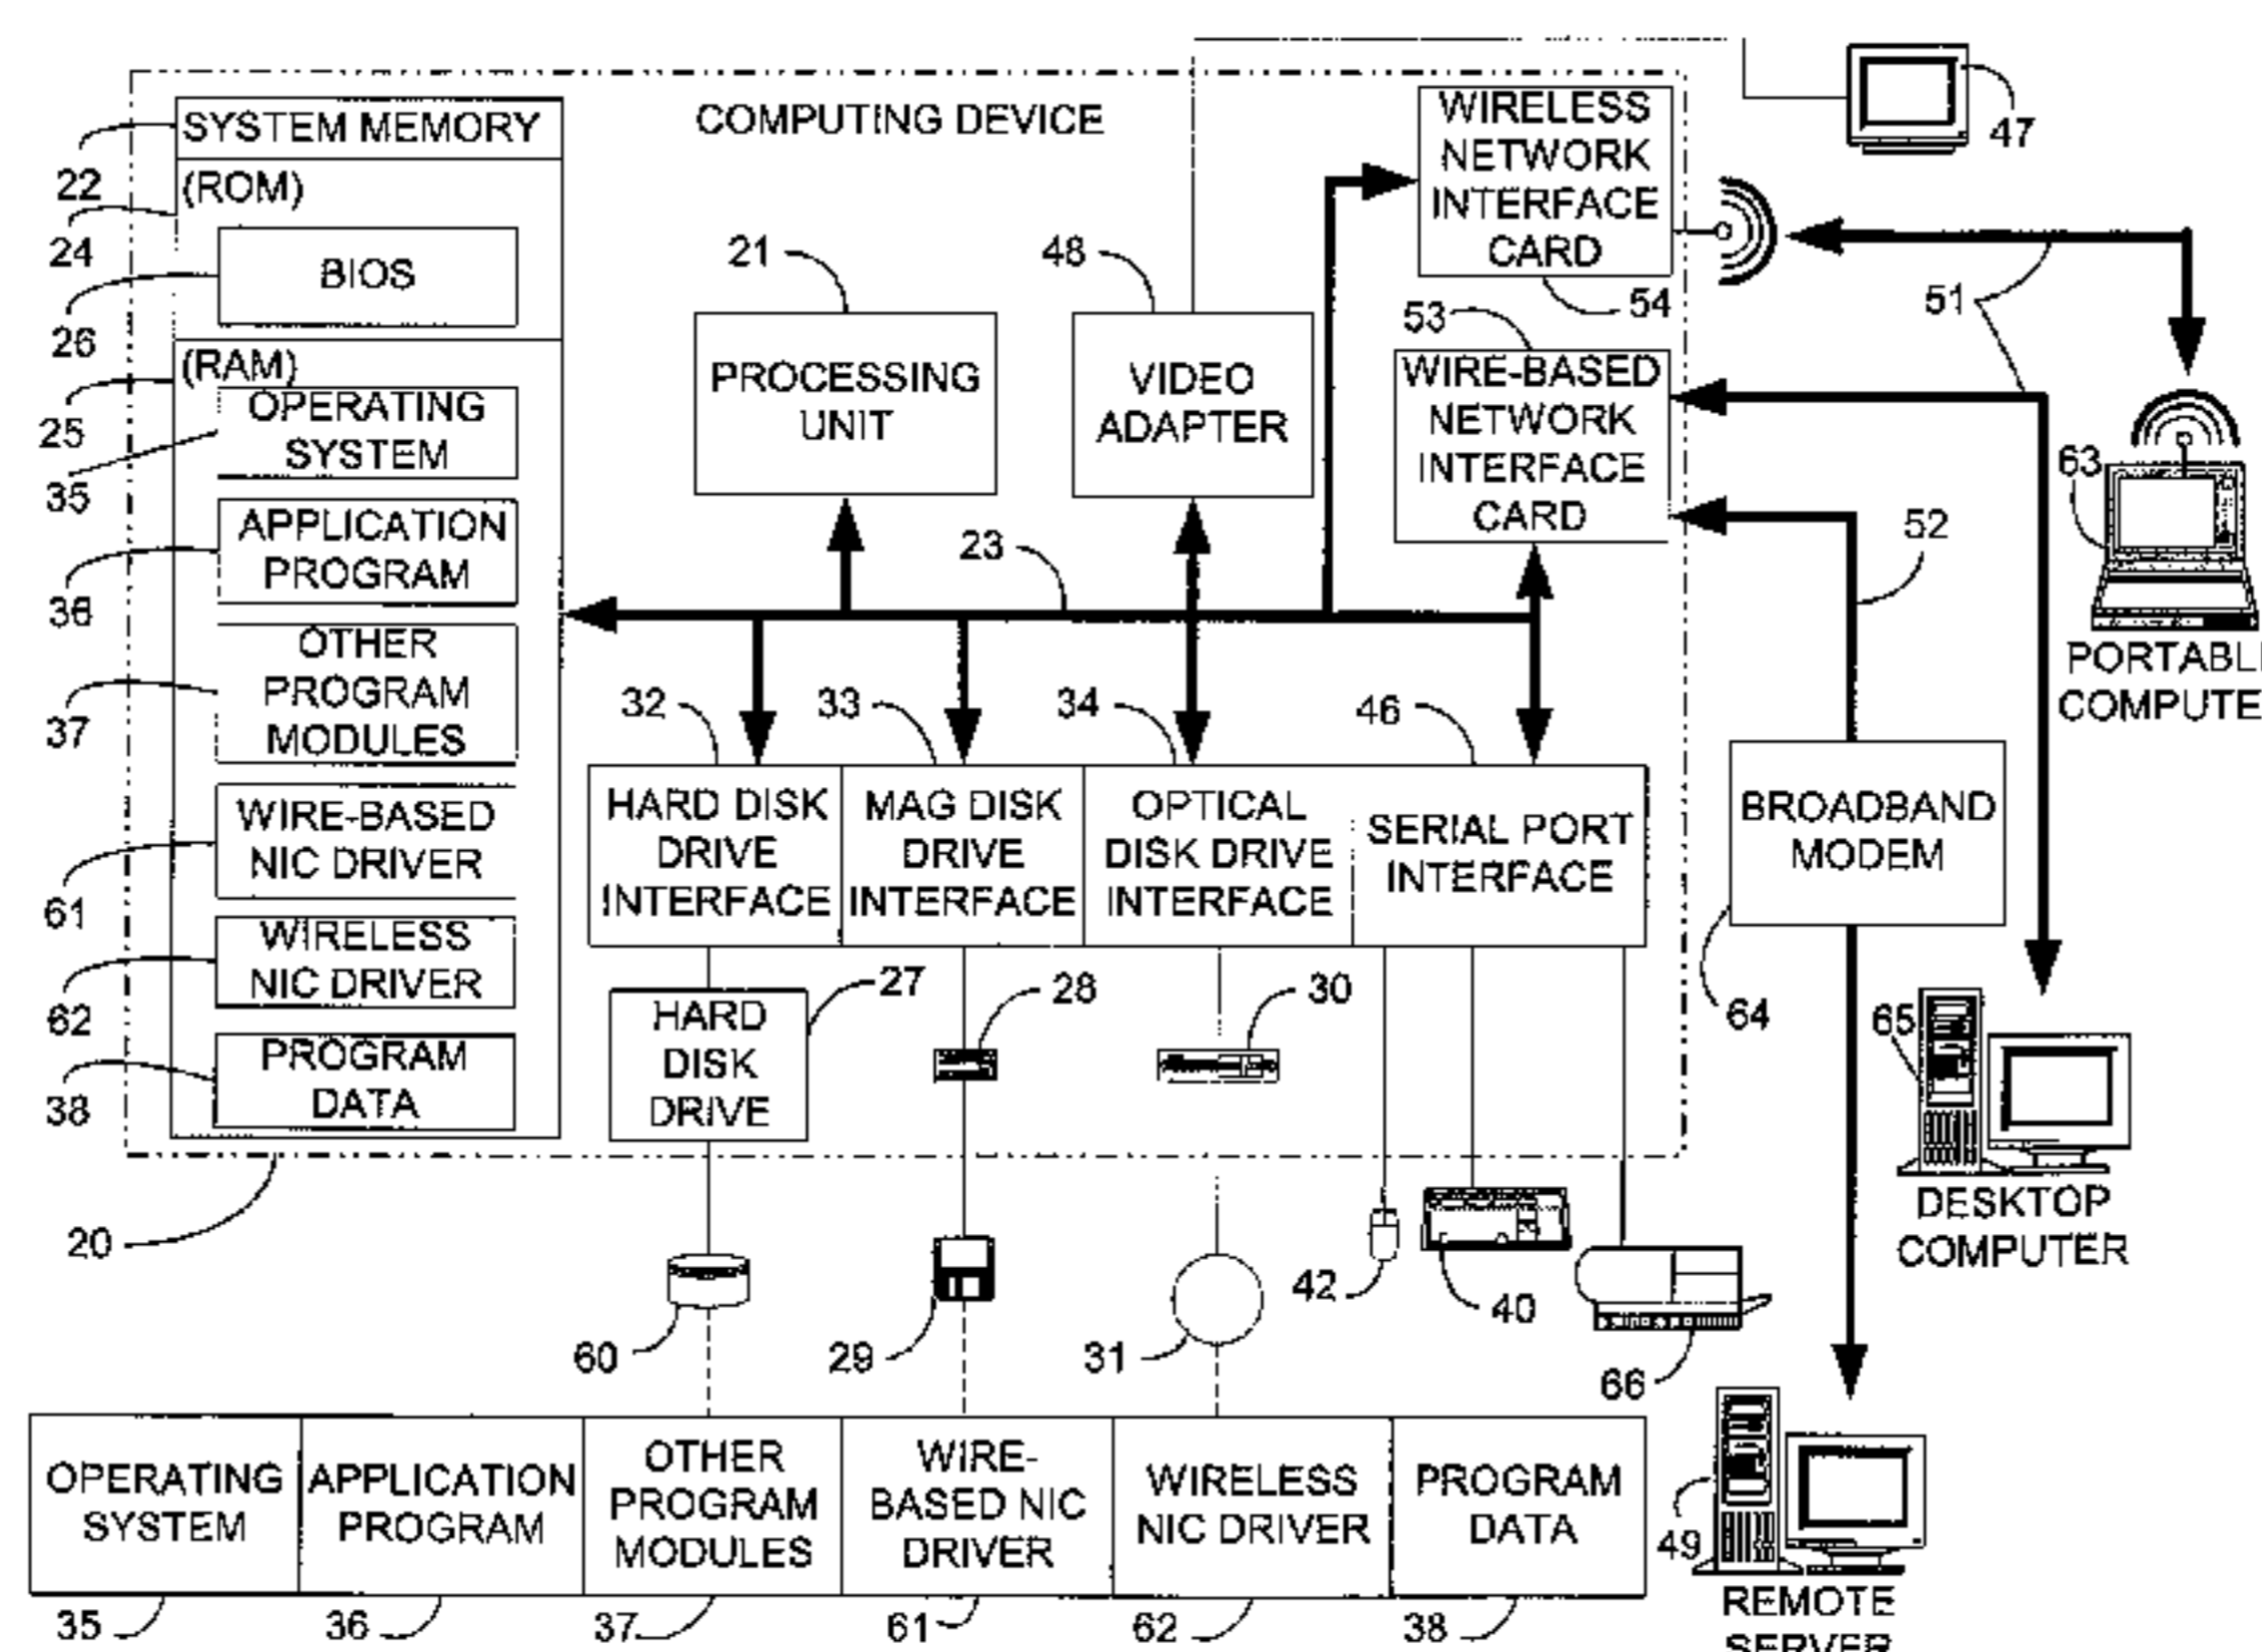 COMPUTING DEVICE
SYSTEM MEMORY
22
(ROM)
24
BIOS
26
(RAM)
25
OPERATING
SYSTEM
35
APPLICATION
PROGRAM
36
OTHER
PROGRAM
MODULES
37
WIRE-BASED
NIC DRIVER
61
WIRELESS
NIC DRIVER
62
PROGRAM
DATA
38
20
21
PROCESSING
UNIT
48
VIDEO
ADAPTER
23
WIRELESS
NETWORK
INTERFACE
CARD
54
53
WIRE-BASED
NETWORK
INTERFACE
CARD
47
51
52
63
PORTABL
COMPUTE
32
HARD DISK
DRIVE
INTERFACE
33
MAG DISK
DRIVE
INTERFACE
34
OPTICAL
DISK DRIVE
INTERFACE
46
SERIAL PORT
INTERFACE
BROADBAND
MODEM
64
27
HARD
DISK
DRIVE
28
30
65
DESKTOP
COMPUTER
60
29
31
42
40
66
49
REMOTE
SERVER
OPERATING
SYSTEM
35
APPLICATION
PROGRAM
36
OTHER
PROGRAM
MODULES
37
WIRE-
BASED NIC
DRIVER
61
WIRELESS
NIC DRIVER
62
PROGRAM
DATA
38